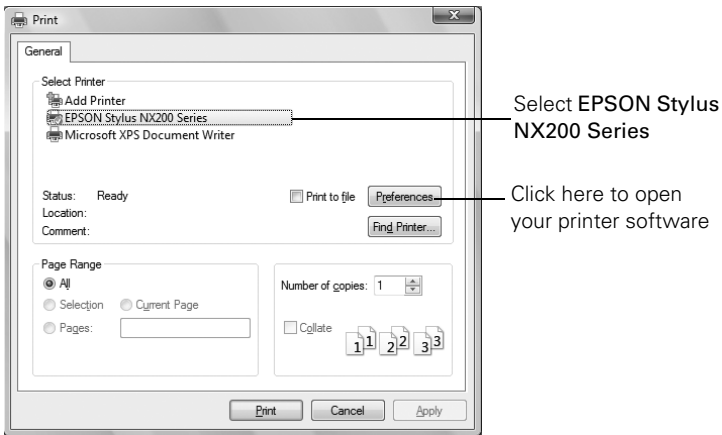 Print
General
Select Printer
Add Printer
EPSON Stylus NX200 Series
Microsoft XPS Document Writer
Select EPSON Stylus
NX200 Series
Status: Ready
Print to file
Preferences
Click here to open
your printer software
Location:
Comment:
Find Printer...
Page Range
All
Number of copies: 1
Selection
Current Page
Pages:
Collate
1 1 2 2 3 3
Print
Cancel
Apply